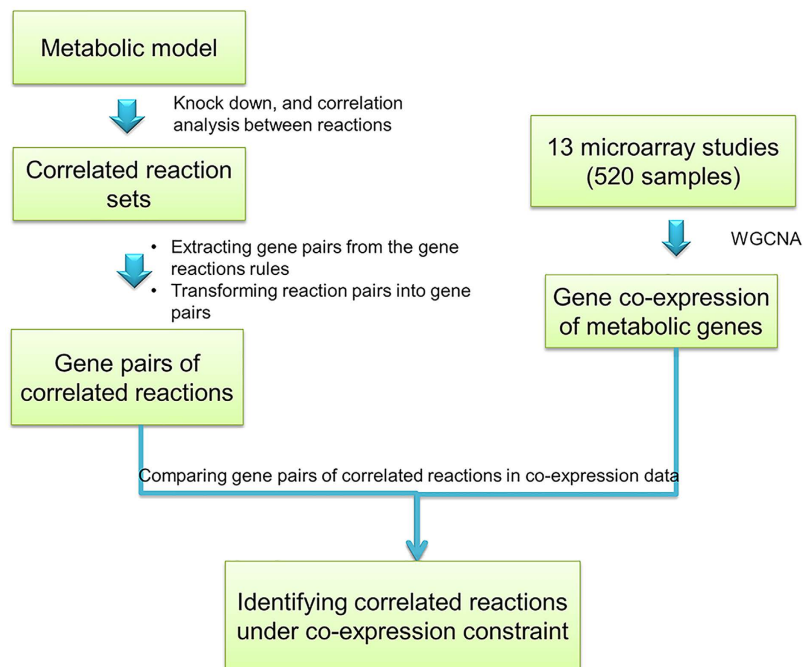 Metabolic model
Knock down, and correlation
analysis between reactions
Correlated reaction
sets
• Extracting gene pairs from the gene
reactions rules
• Transforming reaction pairs into gene
pairs
Gene pairs of
correlated reactions
13 microarray studies
(520 samples)
WGCNA
Gene co-expression
of metabolic genes
Comparing gene pairs of correlated reactions in co-expression data
Identifying correlated reactions
under co-expression constraint